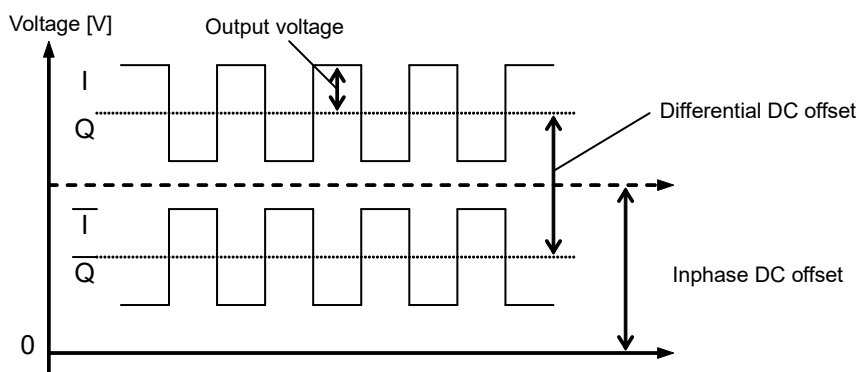 Voltage [V]
Output voltage
I
Q
Differential DC offset
I̅
Q̅
Inphase DC offset
0